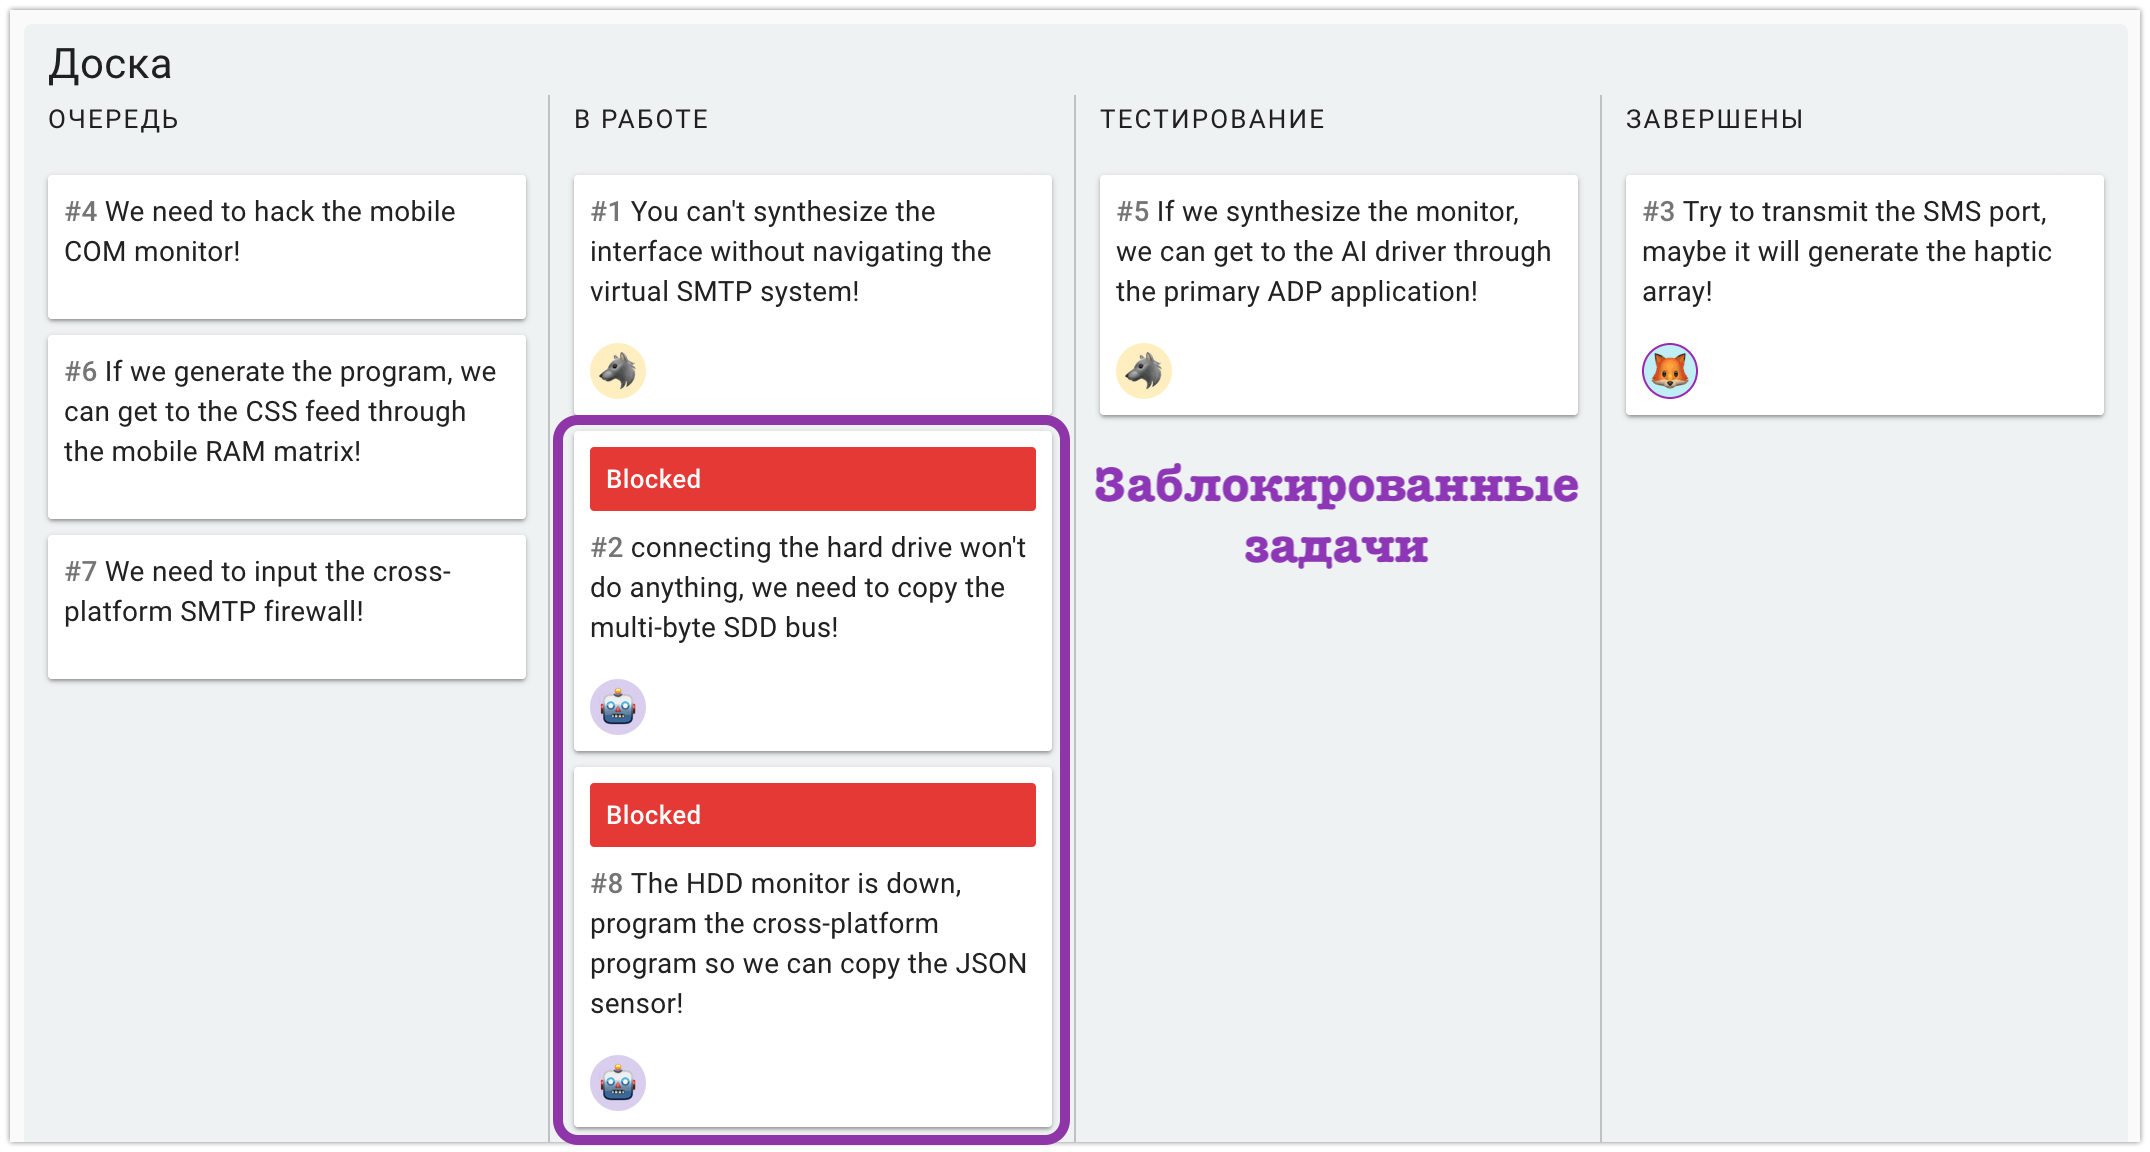 Доска
ОЧЕРЕДЬ
#4 We need to hack the mobile
COM monitor!
#6 If we generate the program, we
can get to the CSS feed through
the mobile RAM matrix!
#7 We need to input the cross-
platform SMTP firewall!
В РАБОТЕ
#1 You can't synthesize the
interface without navigating the
virtual SMTP system!
Blocked
#2 connecting the hard drive won't
do anything, we need to copy the
multi-byte SDD bus!
Blocked
#8 The HDD monitor is down,
program the cross-platform
program so we can copy the JSON
sensor!
ТЕСТИРОВАНИЕ
#5 If we synthesize the monitor,
we can get to the AI driver through
the primary ADP application!
Заблокированные
задачи
ЗАВЕРШЕНЫ
#3 Try to transmit the SMS port,
maybe it will generate the haptic
array!